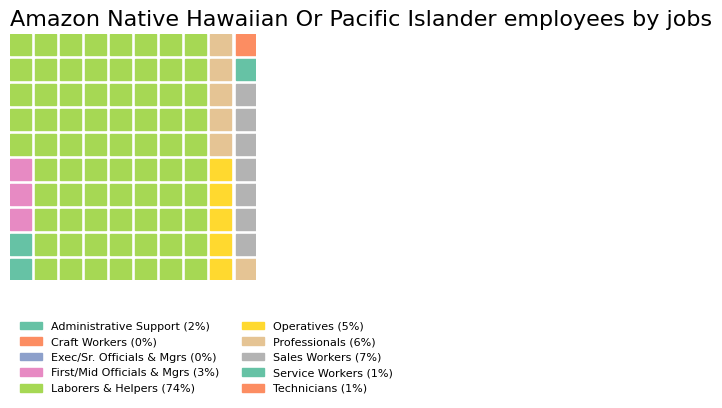 Amazon Native Hawaiian Or Pacific Islander employees by jobs
Administrative Support (2%)
Craft Workers (0%)
Exec/Sr. Officials & Mgrs (0%)
First/Mid Officials & Mgrs (3%)
Laborers & Helpers (74%)
Operatives (5%)
Professionals (6%)
Sales Workers (7%)
Service Workers (1%)
Technicians (1%)